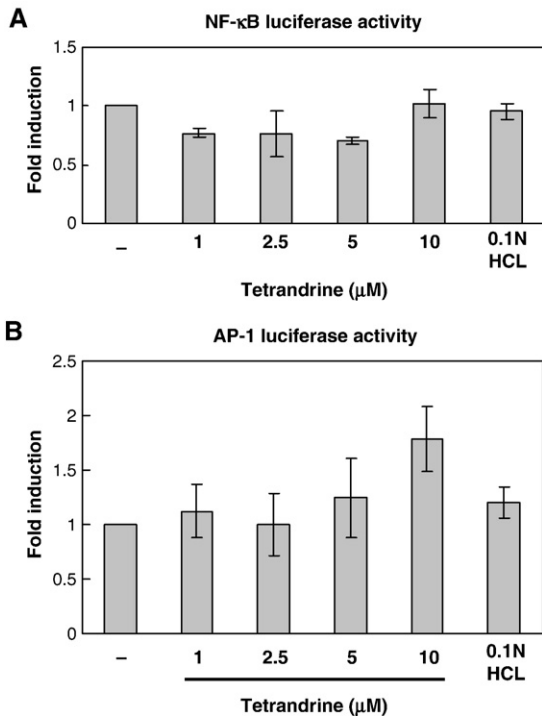 A
NF-κB luciferase activity
Fold induction
1.5
1
0.5
0
– 1 2.5 5 10 0.1N
HCL
Tetrandrine (μM)
B
AP-1 luciferase activity
Fold induction
2.5
2
1.5
1
0.5
0
– 1 2.5 5 10 0.1N
HCL
Tetrandrine (μM)